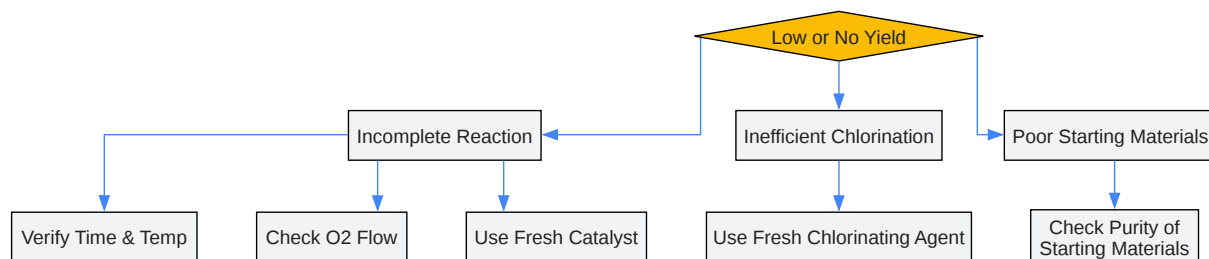 Low or No Yield
Incomplete Reaction
Inefficient Chlorination
Poor Starting Materials
Verify Time & Temp
Check O2 Flow
Use Fresh Catalyst
Use Fresh Chlorinating Agent
Check Purity of
Starting Materials